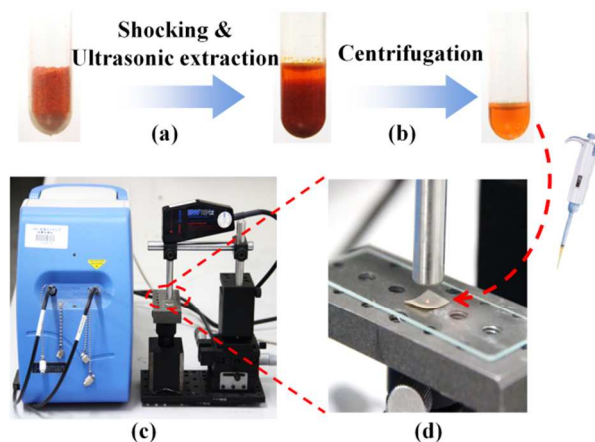 Shocking &
Ultrasonic extraction
Centrifugation
(a)
(b)
(c)
(d)